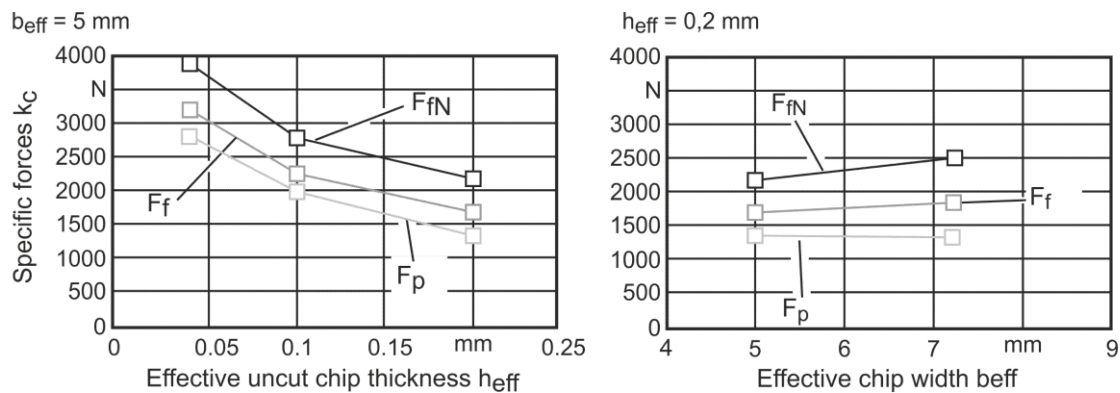 beff = 5 mm
Specific forces kc
4000
N
3000
2500
2000
1500
1000
500
0
FfN
Ff
Fp
0
0.05
0.1
0.15
mm
0.25
Effective uncut chip thickness heff
heff = 0,2 mm
4000
N
3000
2500
2000
1500
1000
500
0
FfN
Ff
Fp
4
5
6
7
mm
9
Effective chip width beff